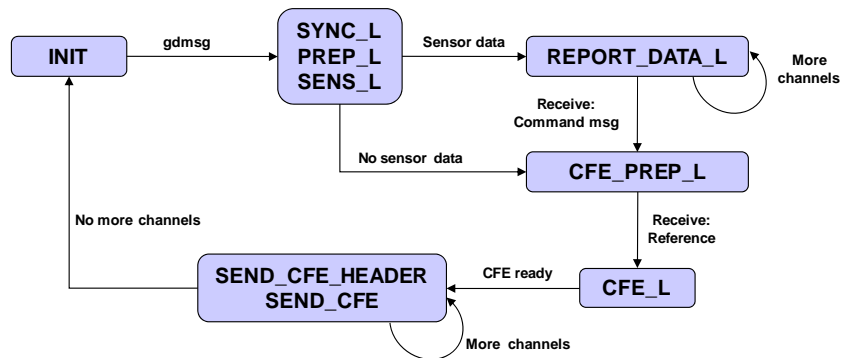 SYNC_L
PREP_L
SENS_L
INIT
gdmsg
Sensor data
REPORT_DATA_L
More
channels
Receive:
Command msg
No sensor data
CFE_PREP_L
Receive:
Reference
No more channels
SEND_CFE_HEADER
SEND_CFE
CFE ready
CFE_L
More channels